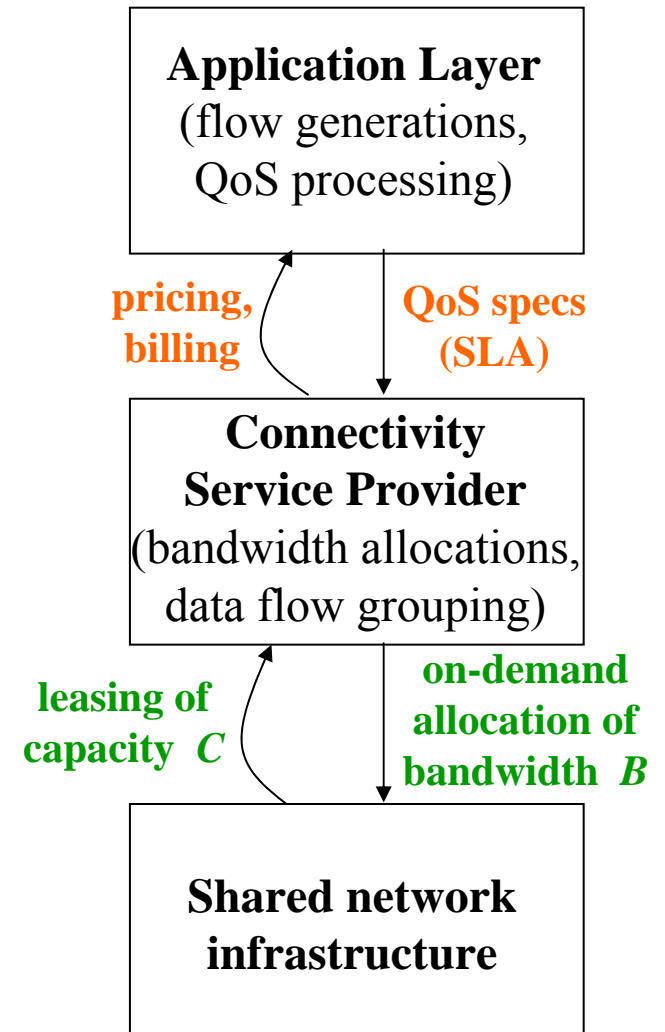 Application Layer
(flow generations,
QoS processing)
pricing,
billing
QoS specs
(SLA)
Connectivity
Service Provider
(bandwidth allocations,
data flow grouping)
leasing of
capacity C
on-demand
allocation of
bandwidth B
Shared network
infrastructure